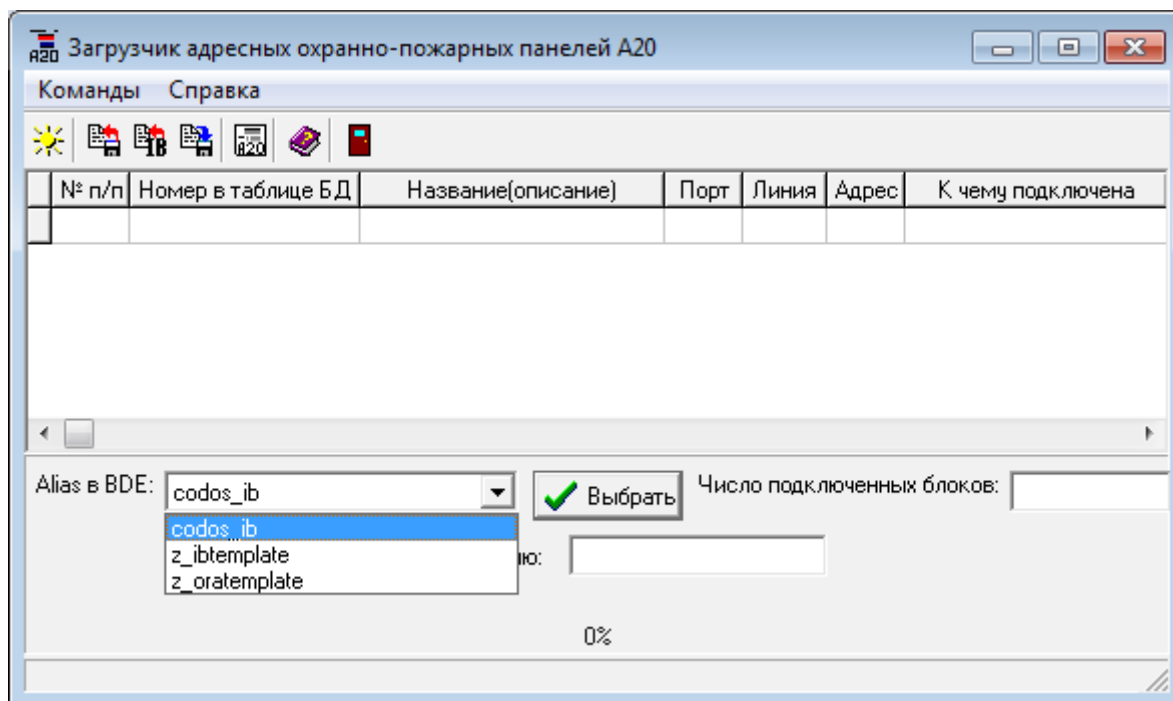 Загрузчик адресных охранно-пожарных панелей А20
Команды Справка
№ п/п Номер в таблице БД Название(описание) Порт Линия Адрес К чему подключена
Alias в BDE: codos_ib Выбрать Число подключенных блоков:
codos_ib
z_ibtemplate ю:
z_oratemplate
0%